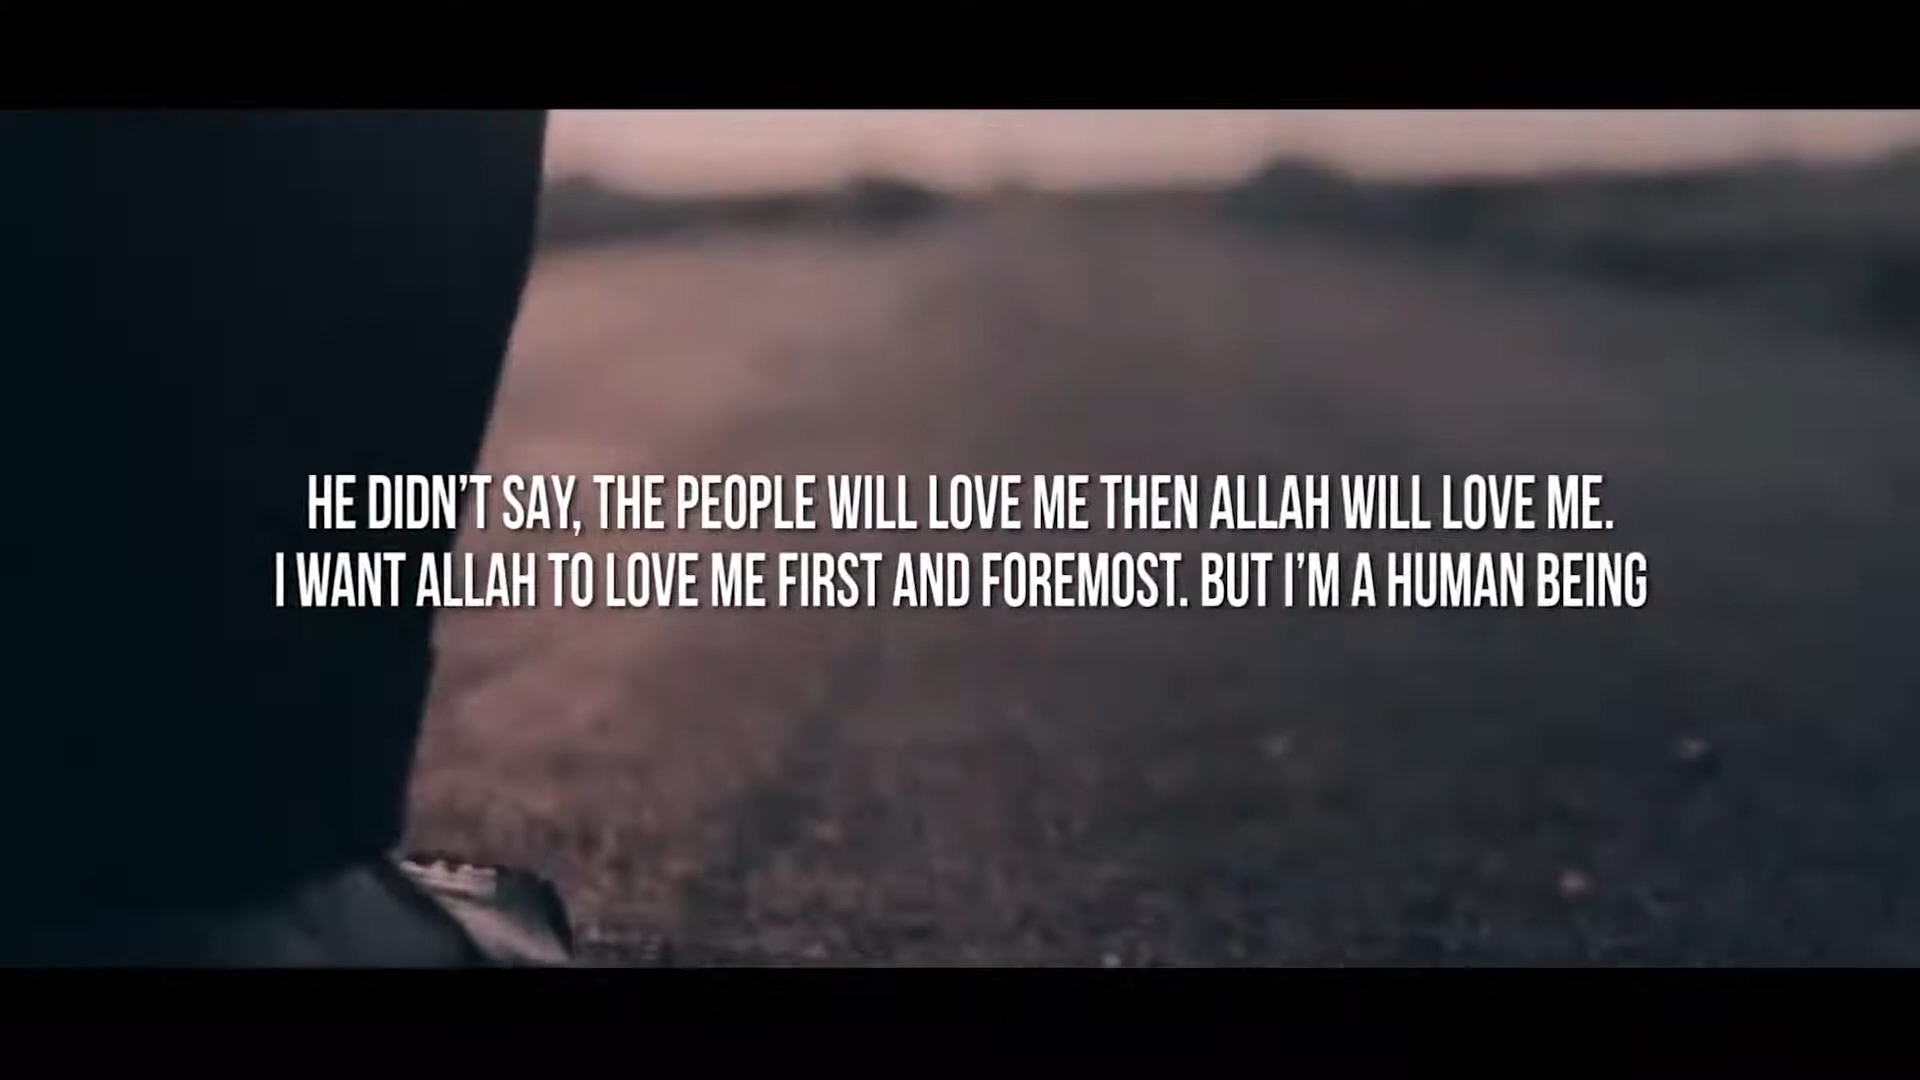 HE DIDN'T SAY, THE PEOPLE WILL LOVE ME THEN ALLAH WILL LOVE ME.
I WANT ALLAH TO LOVE ME FIRST AND FOREMOST. BUT I'M A HUMAN BEING